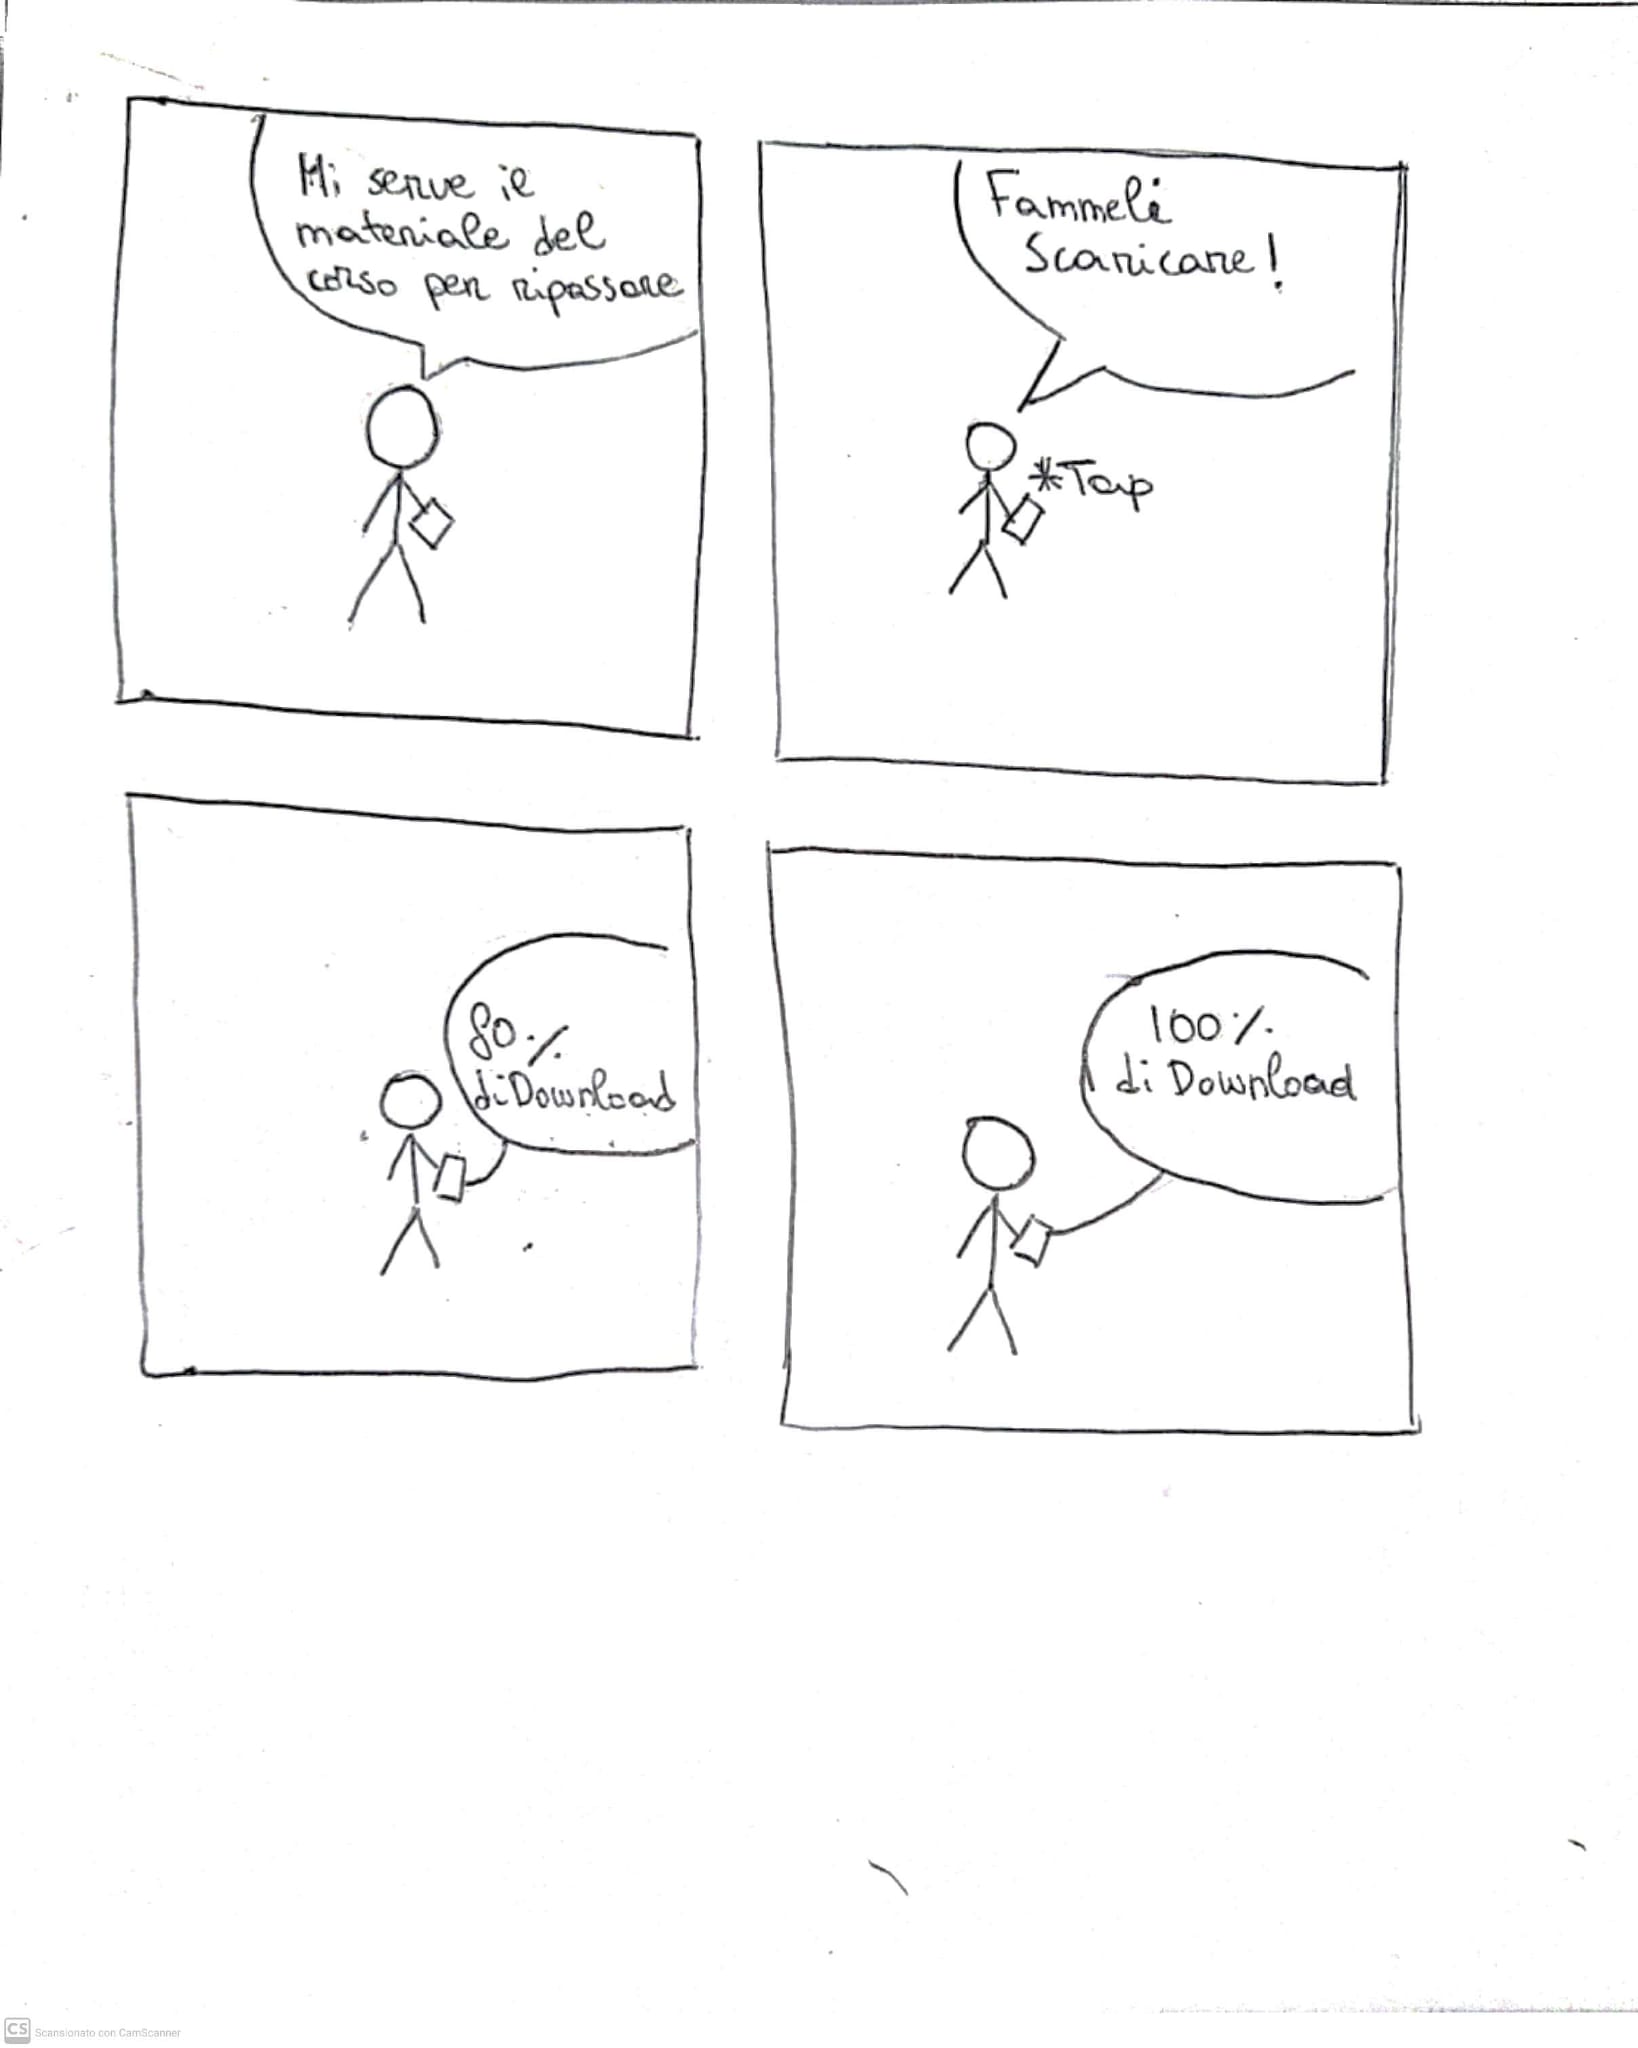 Mi serve il
materiale del
corso per ripassare
Fammeli
Scaricare!
*Tap
80%
di Download
100%
di Download
CS Scansionato con CamScanner